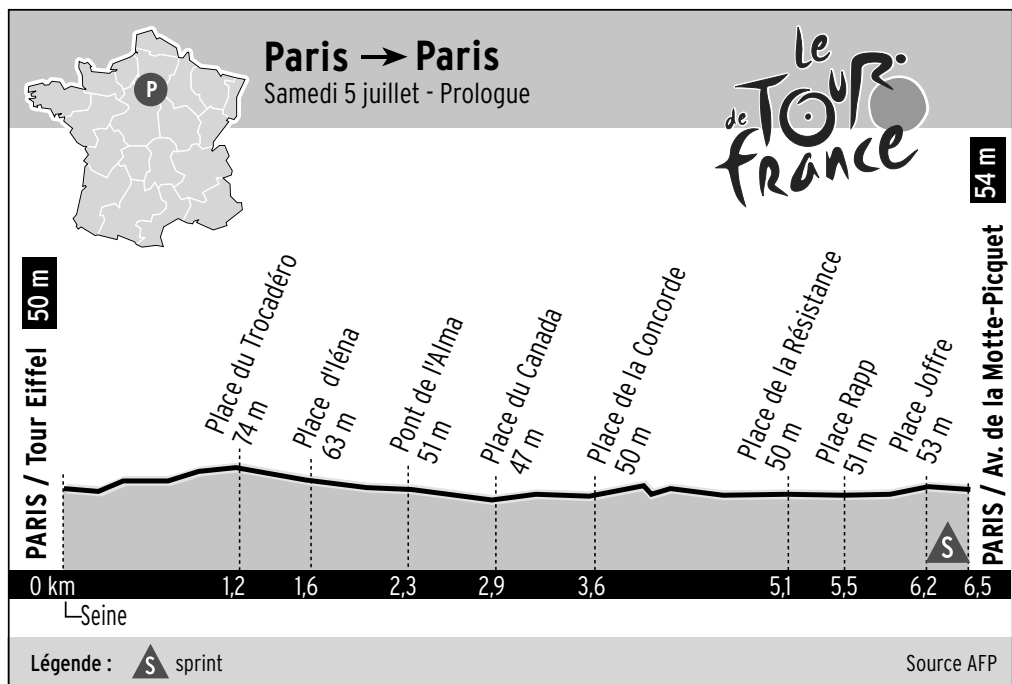 P
Paris → Paris
Samedi 5 juillet - Prologue
Le
TOUR
de
France
PARIS / Tour Eiffel 50 m
Place du Trocadéro
74 m
Place d'Iéna
63 m
Pont de l'Alma
51 m
Place du Canada
47 m
Place de la Concorde
50 m
Place de la Résistance
50 m
Place Rapp
51 m
Place Joffre
53 m
PARIS / Av. de la Motte-Picquet 54 m
S
0 km 1,2 1,6 2,3 2,9 3,6 5,1 5,5 6,2 6,5
Seine
Légende : S sprint
Source AFP